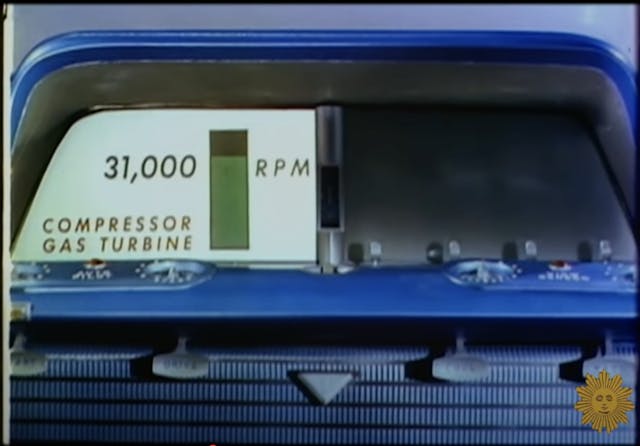 31,000 RPM
COMPRESSOR
GAS TURBINE